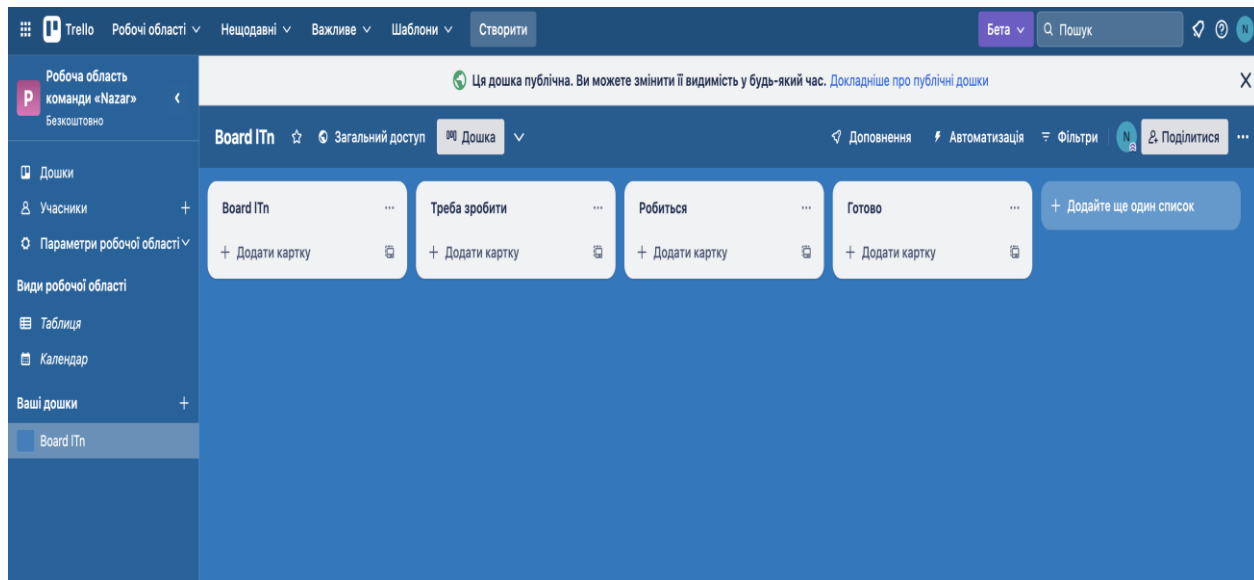 Trello Робочі області Нещодавні Важливе Шаблони Створити Бета Пошук
Робоча область
команди «Nazar»
Безкоштовно
P
Ця дошка публічна. Ви можете змінити її видимість у будь-який час. Докладніше про публічні дошки
Board ITn Загальний доступ Дошка Доповнення Автоматизація Фільтри N Поділитися
Дошки
Учасники
Параметри робочої області
Види робочої області
Таблиця
Календар
Ваші дошки
Board ITn
Board ITn
+ Додати картку
Треба зробити
+ Додати картку
Робиться
+ Додати картку
Готово
+ Додати картку
+ Додайте ще один список